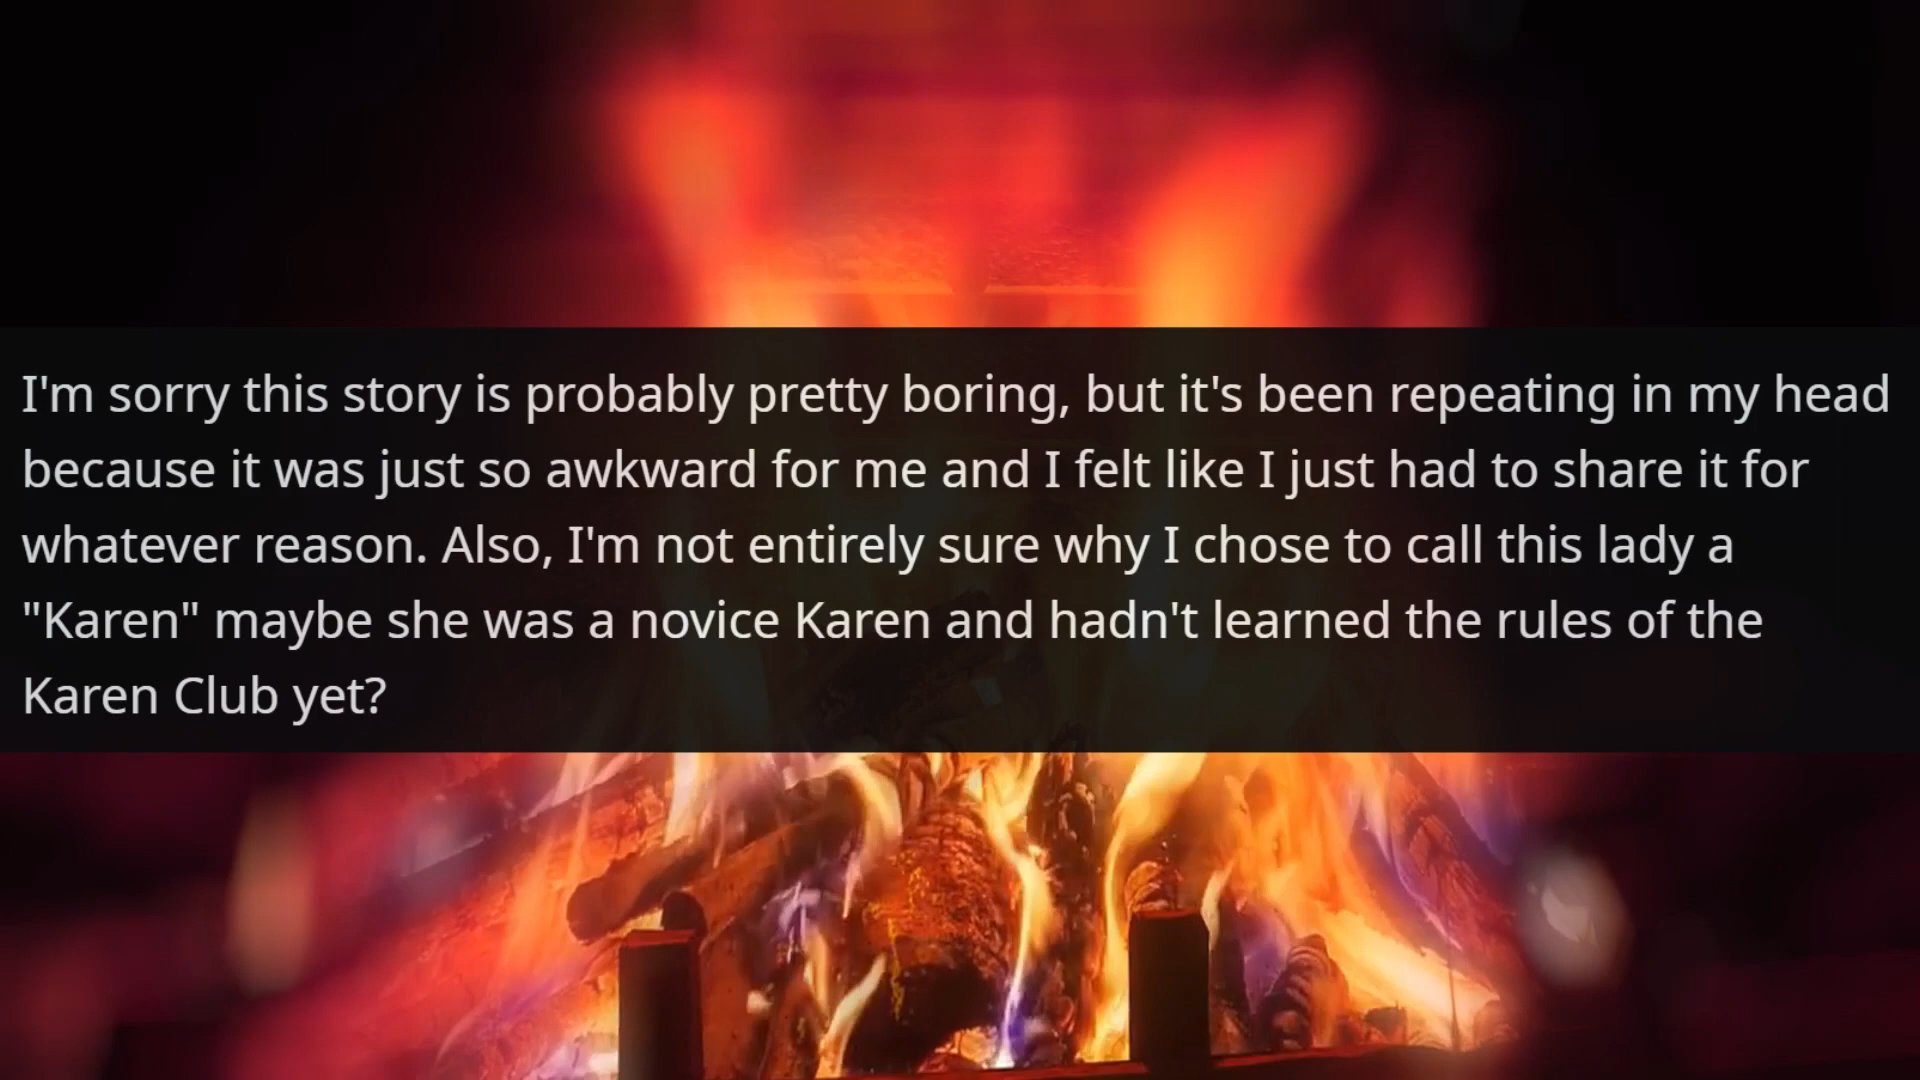 I'm sorry this story is probably pretty boring, but it's been repeating in my head
because it was just so awkward for me and I felt like I just had to share it for
whatever reason. Also, I'm not entirely sure why I chose to call this lady a
"Karen" maybe she was a novice Karen and hadn't learned the rules of the
Karen Club yet?